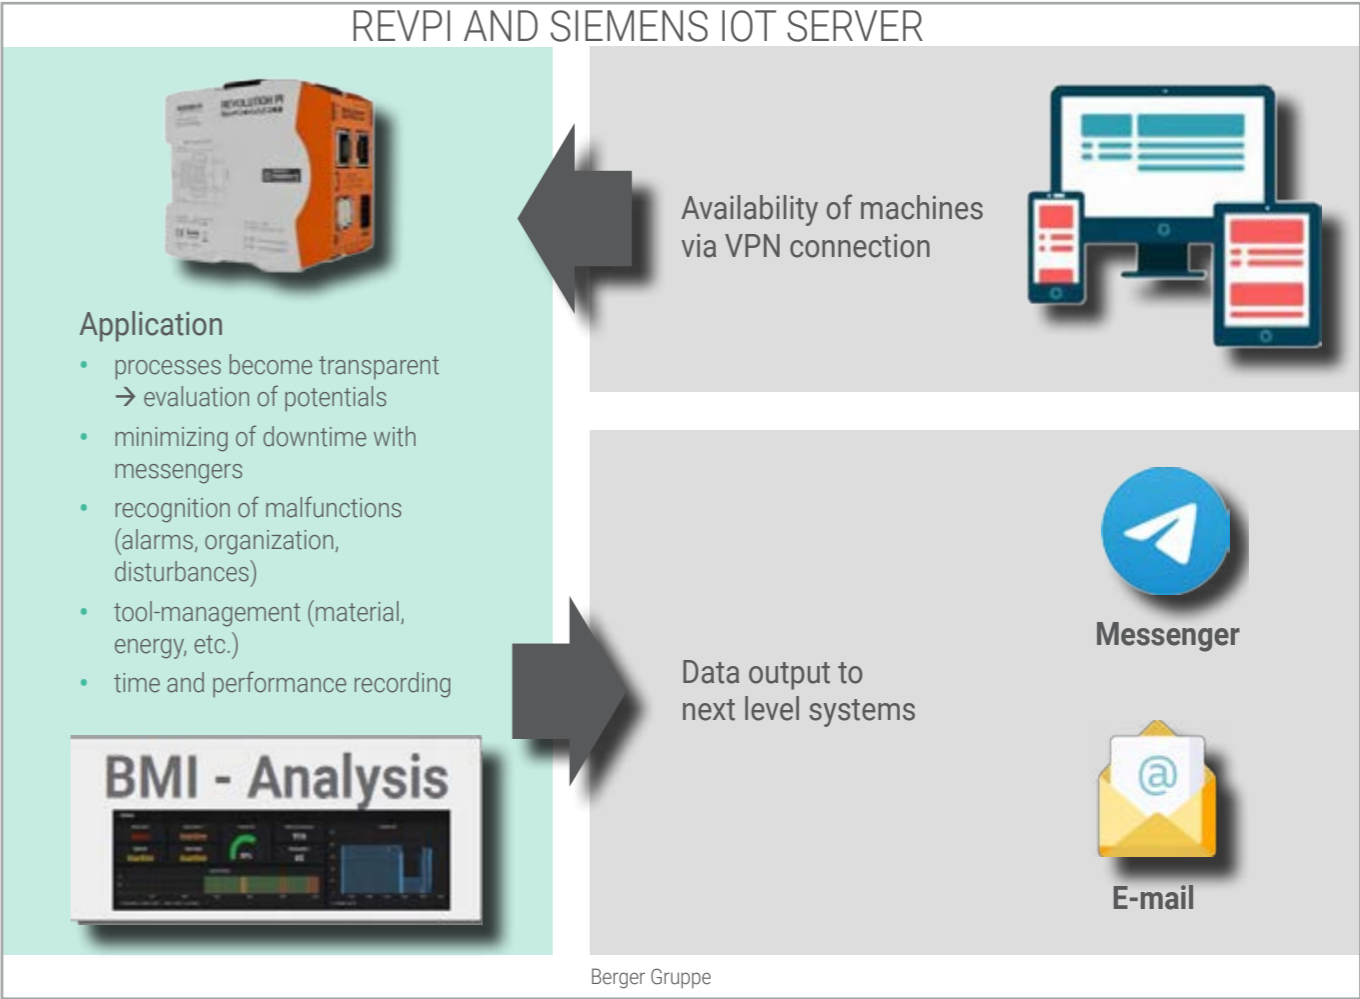 REVPI AND SIEMENS IOT SERVER
REVOLUTION PI
Availability of machines
via VPN connection
Application
• processes become transparent
→ evaluation of potentials
• minimizing of downtime with
messengers
• recognition of malfunctions
(alarms, organization,
disturbances)
• tool-management (material,
energy, etc.)
• time and performance recording
BMI - Analysis
Data output to
next level systems
Messenger
@
E-mail
Berger Gruppe